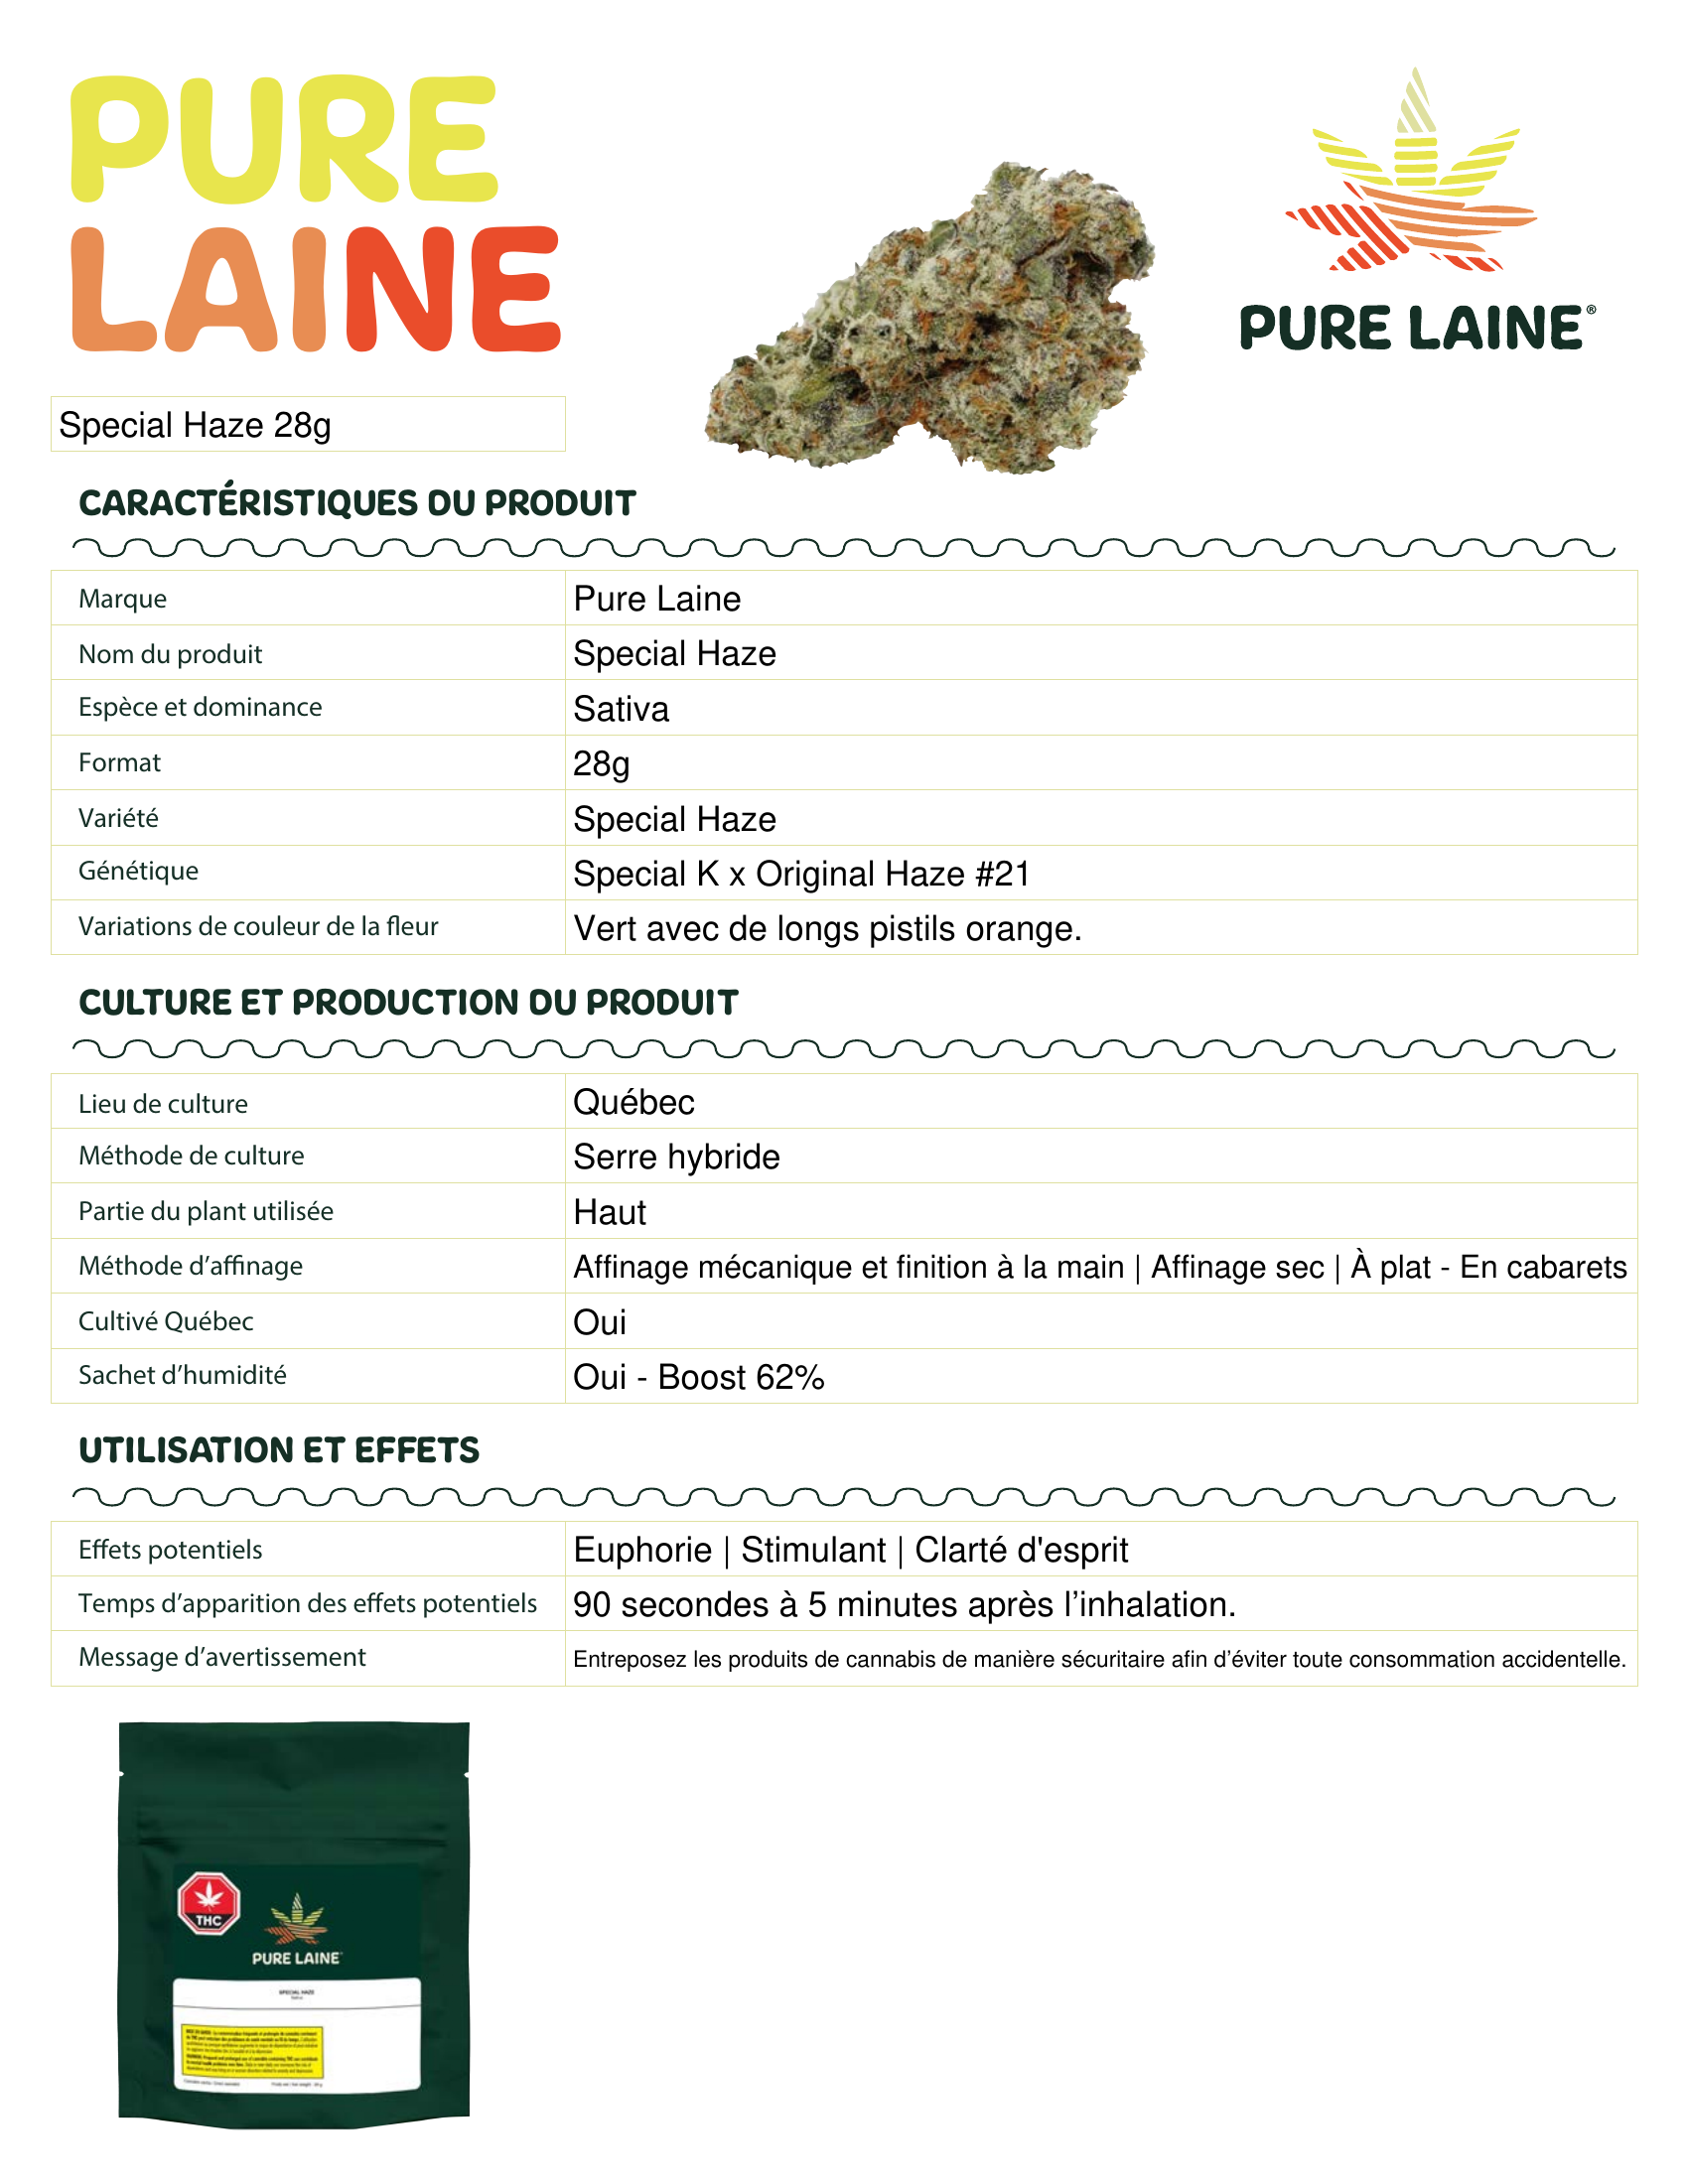 PURE
LAINE
PURE LAINE®
Special Haze 28g
CARACTÉRISTIQUES DU PRODUIT
Marque Pure Laine
Nom du produit Special Haze
Espèce et dominance Sativa
Format 28g
Variété Special Haze
Génétique Special K x Original Haze #21
Variations de couleur de la fleur Vert avec de longs pistils orange.
CULTURE ET PRODUCTION DU PRODUIT
Lieu de culture Québec
Méthode de culture Serre hybride
Partie du plant utilisée Haut
Méthode d’affinage Affinage mécanique et finition à la main | Affinage sec | À plat - En cabarets
Cultivé Québec Oui
Sachet d’humidité Oui - Boost 62%
UTILISATION ET EFFETS
Effets potentiels Euphorie | Stimulant | Clarté d'esprit
Temps d’apparition des effets potentiels 90 secondes à 5 minutes après l’inhalation.
Message d’avertissement Entreposez les produits de cannabis de manière sécuritaire afin d’éviter toute consommation accidentelle.
THC
PURE LAINE
SPECIAL HAZE